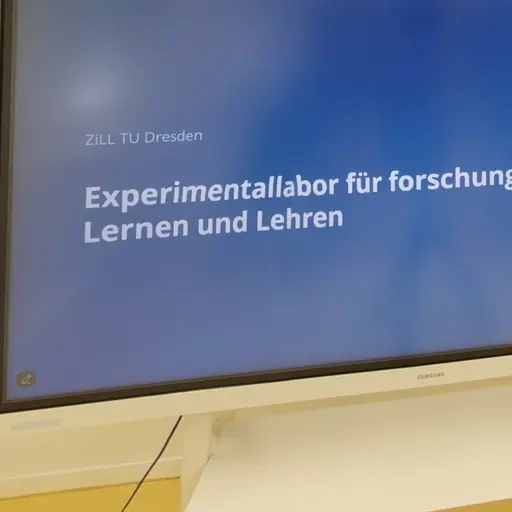 ZiLL TU Dresden
Experimentallabor für forschung
Lernen und Lehren
SAMSUNG